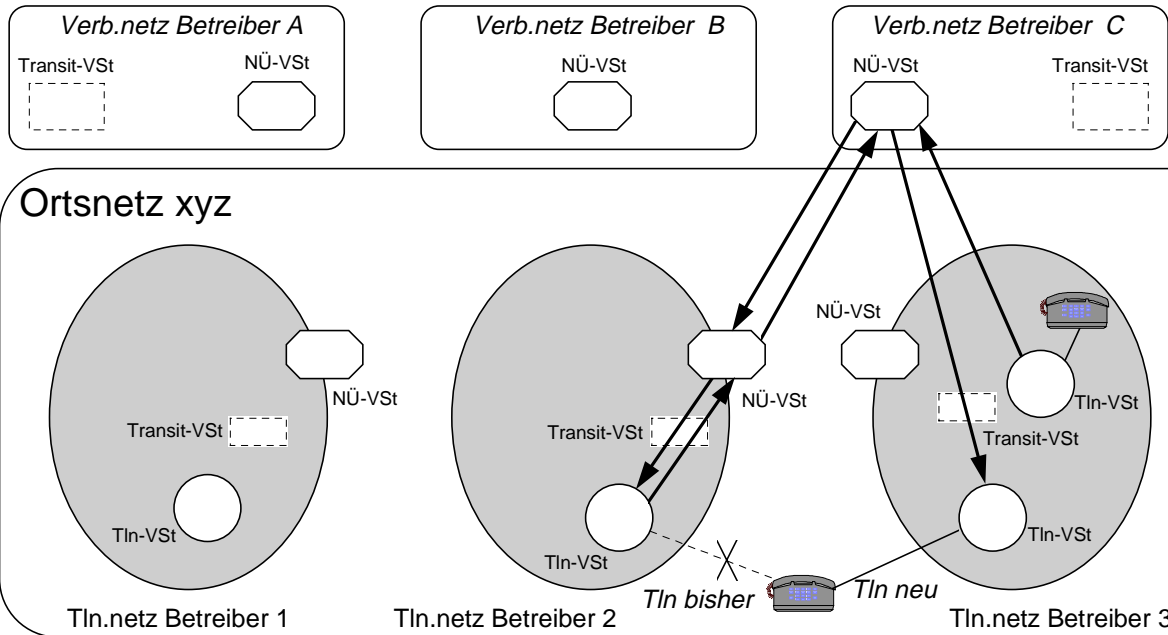 Verb.netz Betreiber A
Verb.netz Betreiber B
Verb.netz Betreiber C
Transit-VSt
NÜ-VSt
NÜ-VSt
NÜ-VSt
Transit-VSt
Ortsnetz xyz
NÜ-VSt
NÜ-VSt
NÜ-VSt
Tln-VSt
Transit-VSt
Transit-VSt
Transit-VSt
Tln-VSt
Tln-VSt
Tln-VSt
Tln bisher
Tln neu
Tln.netz Betreiber 1
Tln.netz Betreiber 2
Tln.netz Betreiber 3